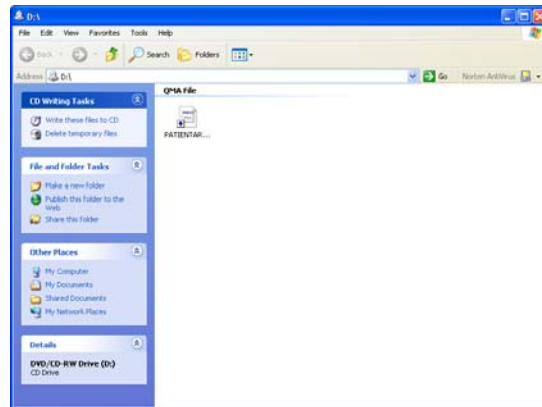 D:\
File Edit View Favorites Tools Help
Back Search Folders
Address D:\ Go Norton AntiVirus
CD Writing Tasks
Write these files to CD
Delete temporary files
File and Folder Tasks
Make a new folder
Publish this folder to the
Web
Share this folder
Other Places
My Computer
My Documents
Shared Documents
My Network Places
Details
DVD/CD-RW Drive (D:)
CD Drive
QMA File
PATIENTAR...